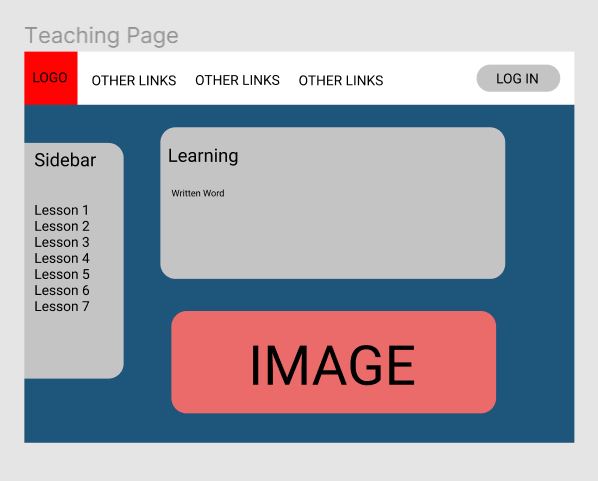 Teaching Page
LOGO
OTHER LINKS
OTHER LINKS
OTHER LINKS
LOG IN
Sidebar
Lesson 1
Lesson 2
Lesson 3
Lesson 4
Lesson 5
Lesson 6
Lesson 7
Learning
Written Word
IMAGE